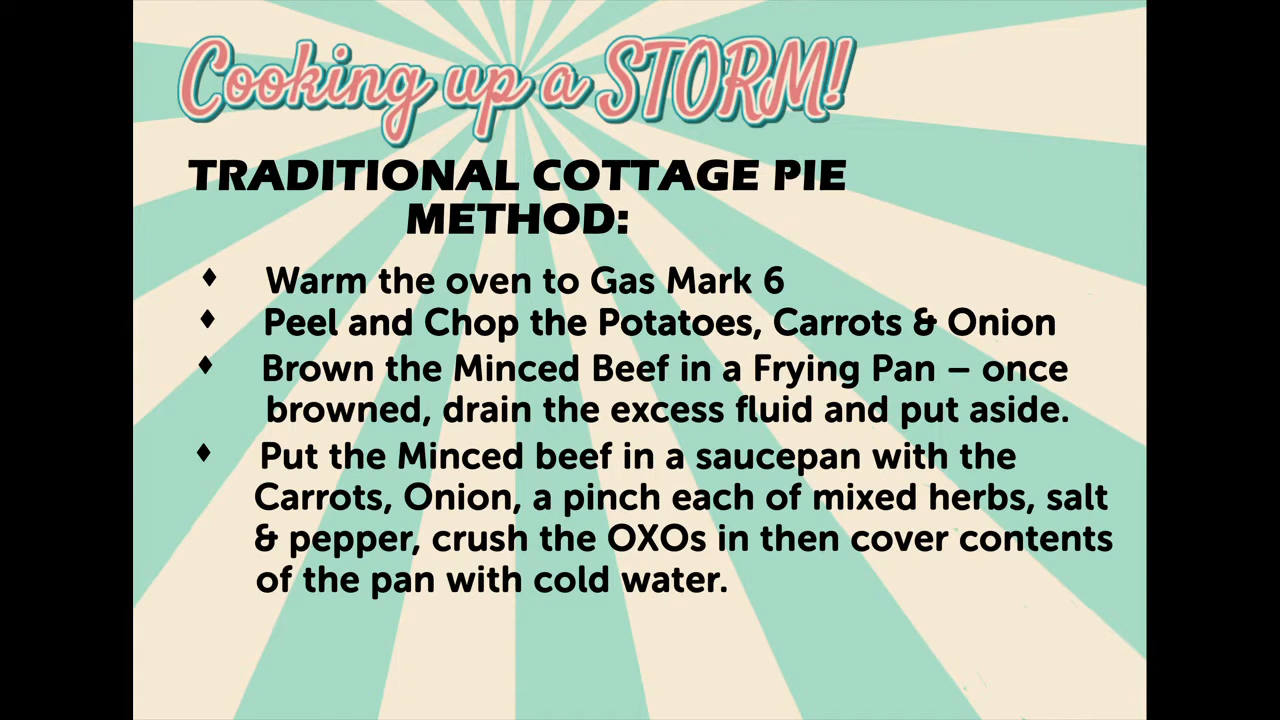 Cooking up a STORM!
TRADITIONAL COTTAGE PIE
METHOD:
♦ Warm the oven to Gas Mark 6
♦ Peel and Chop the Potatoes, Carrots & Onion
♦ Brown the Minced Beef in a Frying Pan – once
browned, drain the excess fluid and put aside.
♦ Put the Minced beef in a saucepan with the
Carrots, Onion, a pinch each of mixed herbs, salt
& pepper, crush the OXOs in then cover contents
of the pan with cold water.